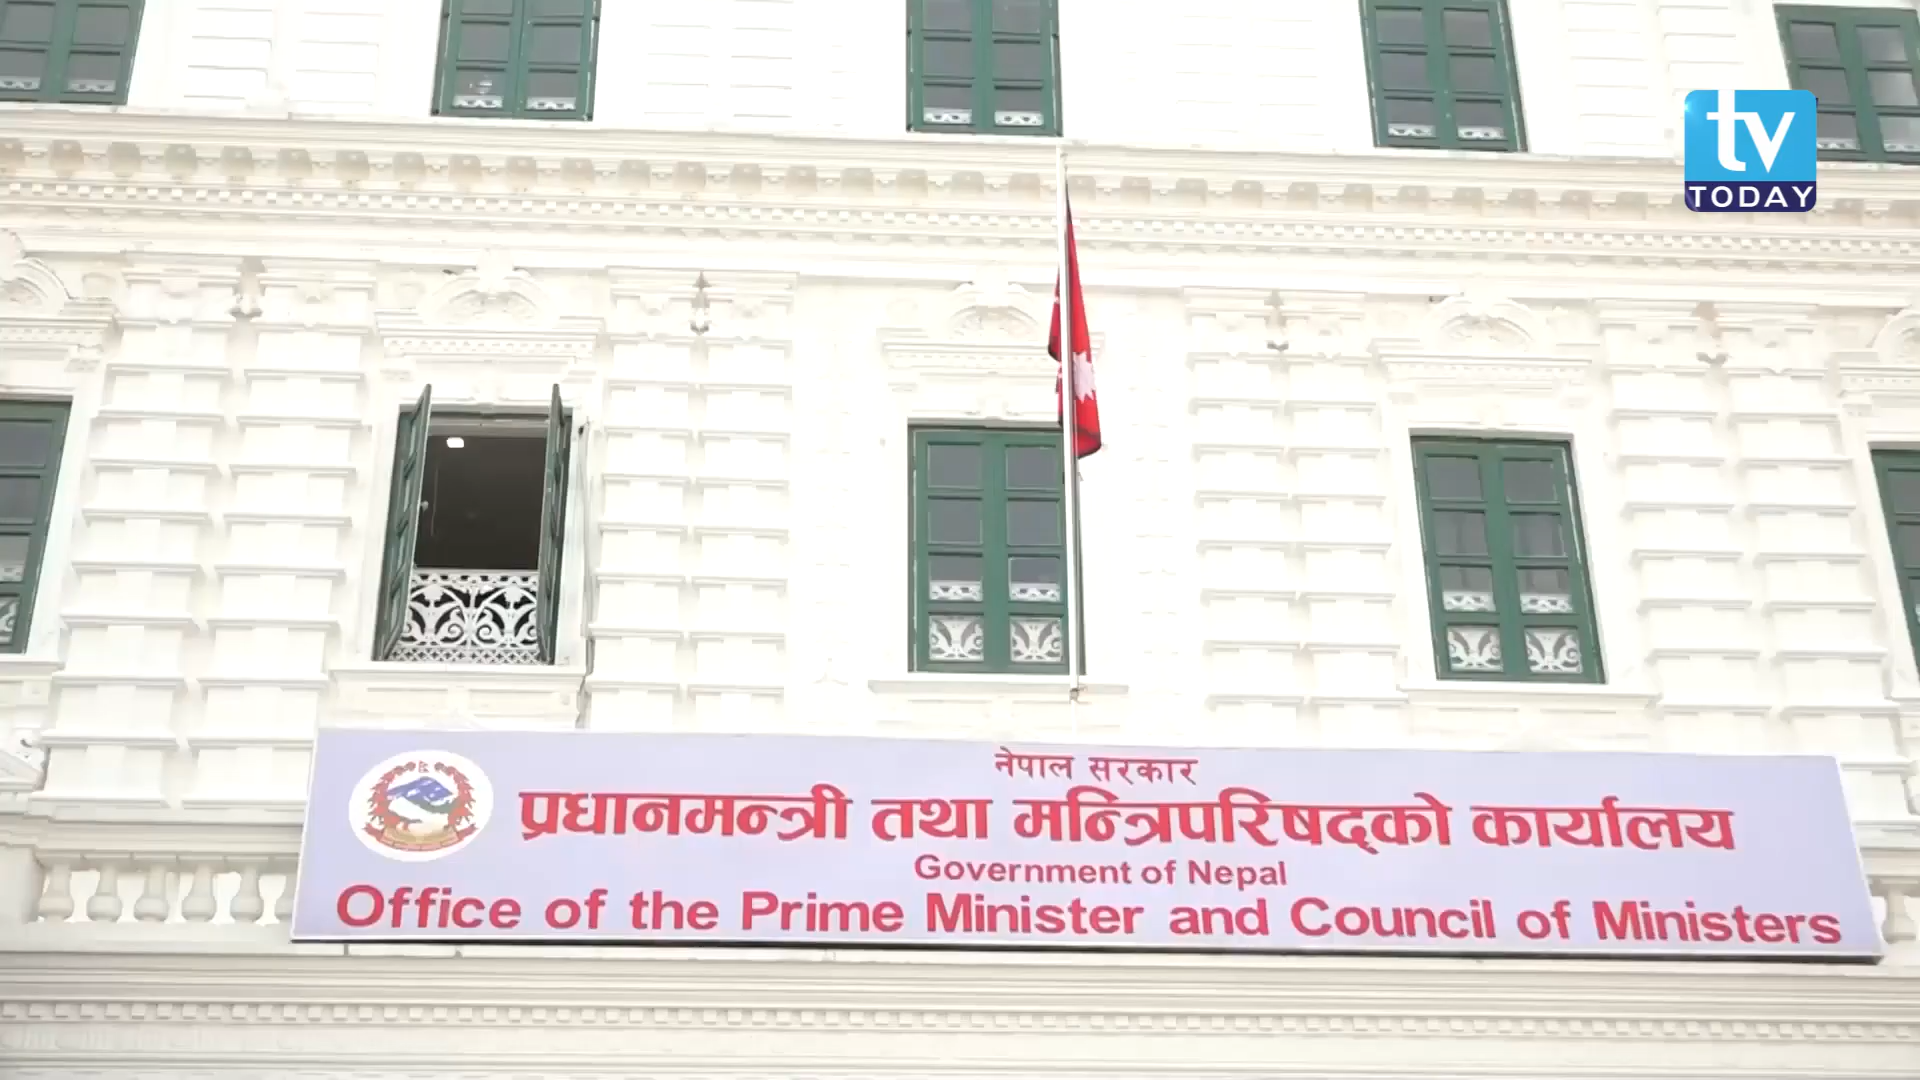 tv
TODAY
नेपाल सरकार
प्रधानमन्त्री तथा मन्त्रिपरिषद्को कार्यालय
Government of Nepal
Office of the Prime Minister and Council of Ministers